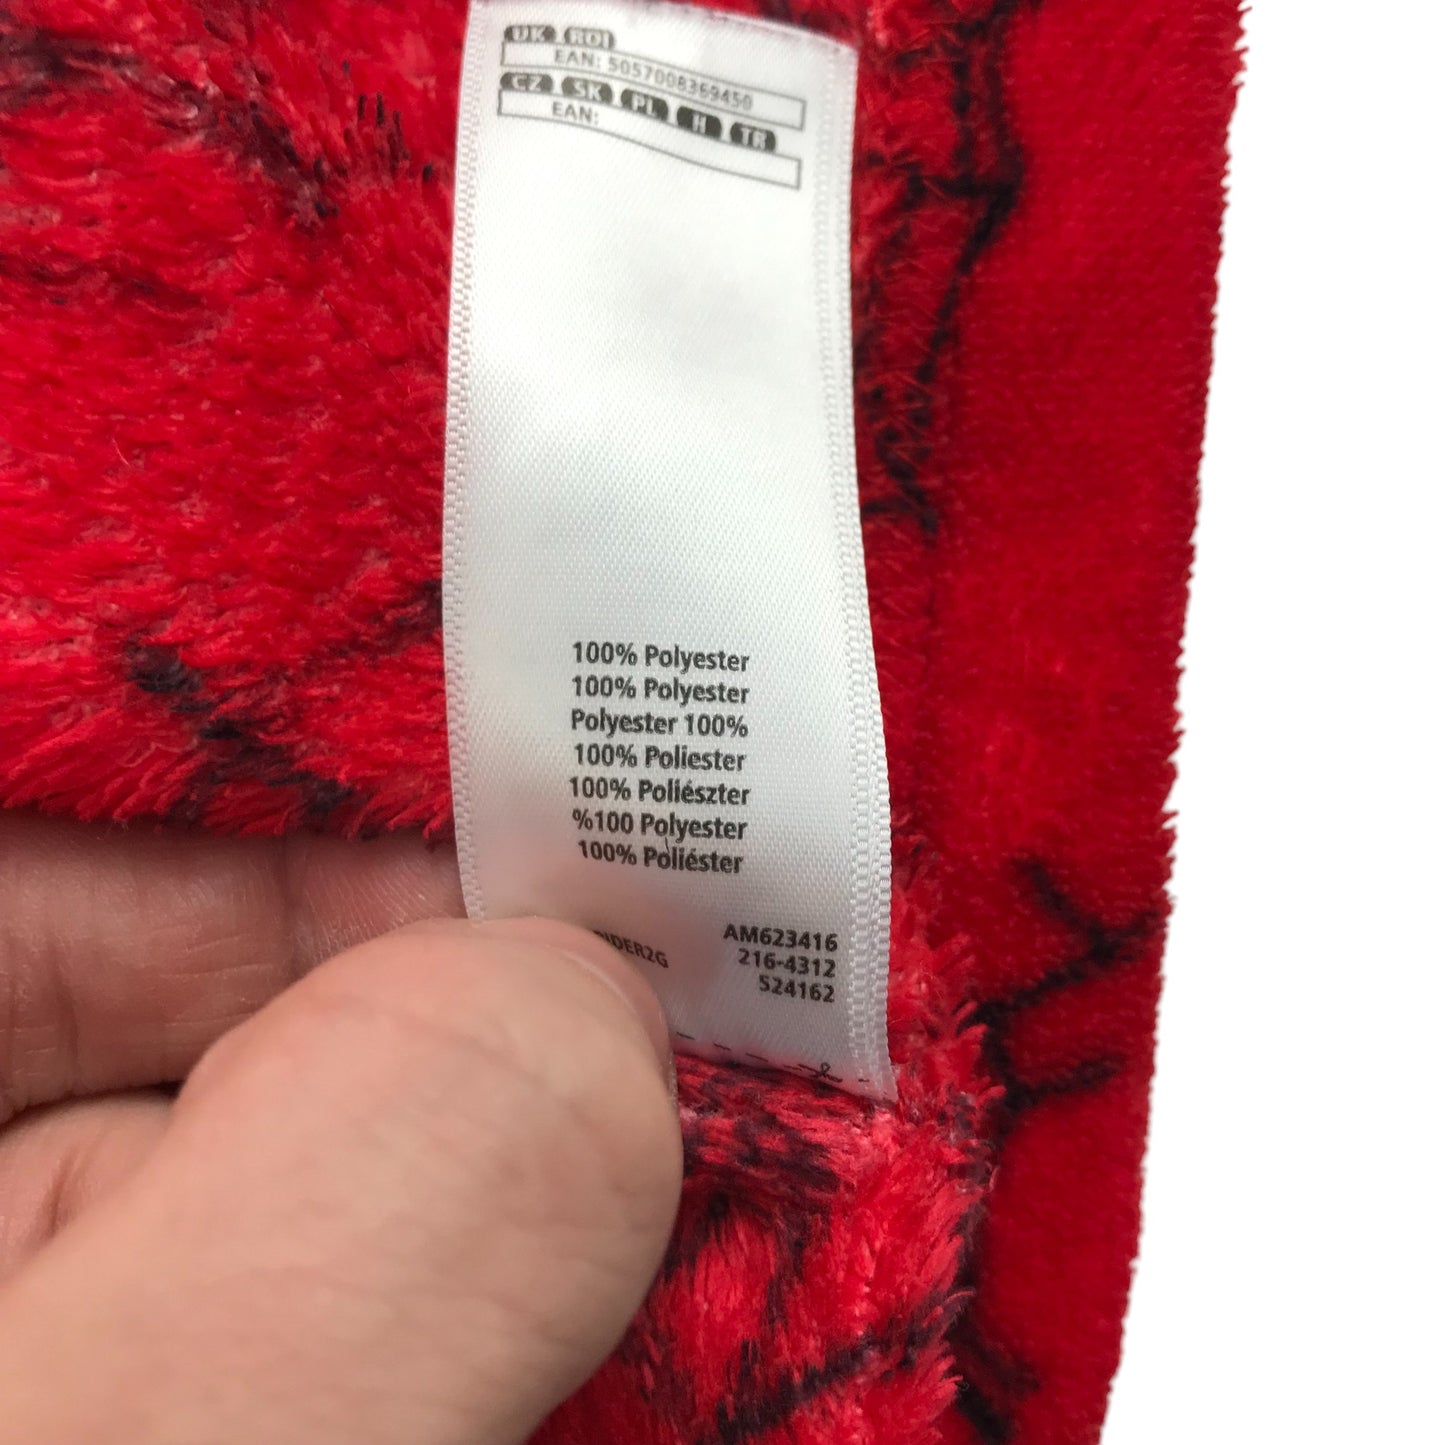 UK ROI
EAN: 5057008369450
CZ SK PL H TR
EAN:
100% Polyester
100% Polyester
Polyester 100%
100% Poliester
100% Poliészter
%100 Polyester
100% Poliéster
AM623416
216-4312
524162